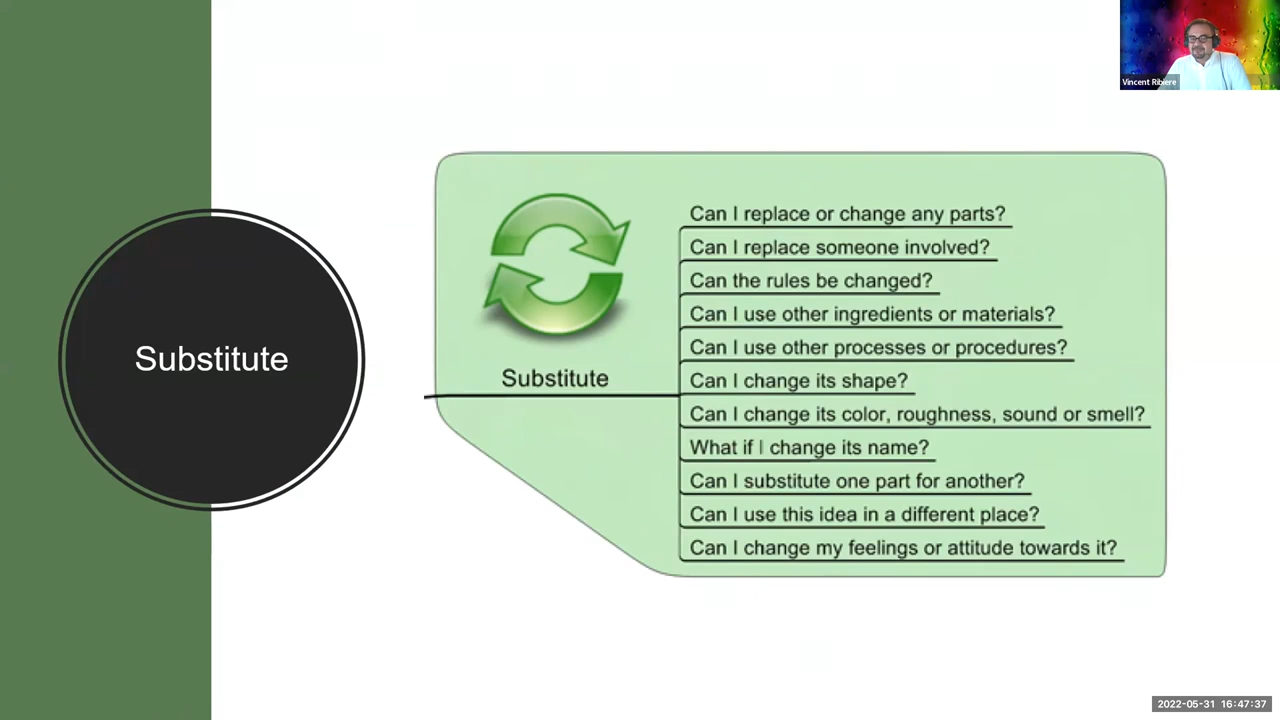 Vincent Ribiere
Substitute
Substitute
Can I replace or change any parts?
Can I replace someone involved?
Can the rules be changed?
Can I use other ingredients or materials?
Can I use other processes or procedures?
Can I change its shape?
Can I change its color, roughness, sound or smell?
What if I change its name?
Can I substitute one part for another?
Can I use this idea in a different place?
Can I change my feelings or attitude towards it?
2022-05-31 16:47:37